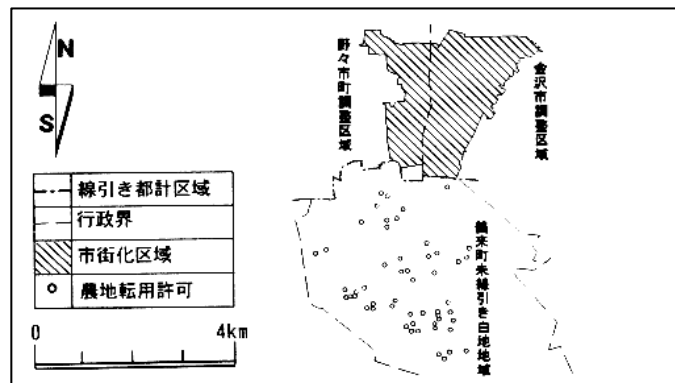 N
S
線引き都計区域
行政界
市街化区域
農地転用許可
0 4km
野々市町調整区域
金沢市調整区域
鶴来町未線引き白地地域